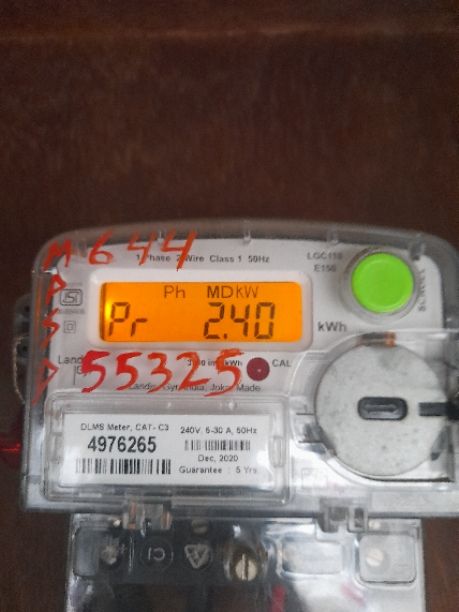 M 644
1 Phase 2 Wire Class 1 50Hz
LGC110
E150
Ph MD kW
Pr 2.40
kWh
P
S
D 55325
CAL
DLMS Meter, CAT- C3
240V, 5-30 A, 50Hz
4976265
Dec, 2020
Guarantee : 5 Yrs